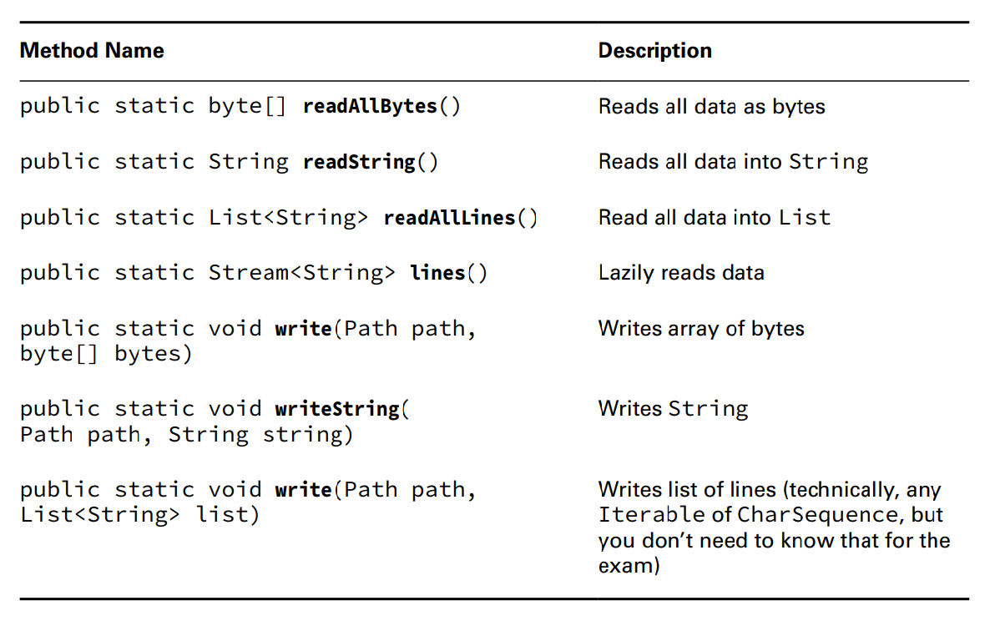 Method Name Description
public static byte[] readAllBytes() Reads all data as bytes
public static String readString() Reads all data into String
public static List<String> readAllLines() Read all data into List
public static Stream<String> lines() Lazily reads data
public static void write(Path path, Writes array of bytes
byte[] bytes)
public static void writeString( Writes String
Path path, String string)
public static void write(Path path, Writes list of lines (technically, any
List<String> list) Iterable of CharSequence, but
you don’t need to know that for the
exam)